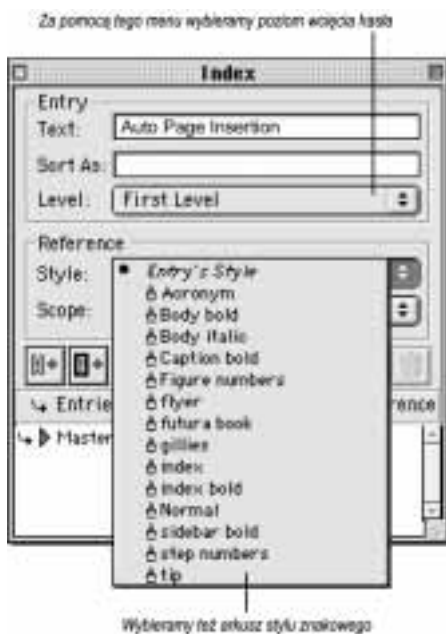 Za pomocą tego menu wybieramy poziom wcięcia hasła
Index
Entry
Text: Auto Page Insertion
Sort As:
Level: First Level
Reference
Style:
Scope:
• Entry's Style
Acronym
Body bold
Body italic
Caption bold
Figure numbers
flyer
futura book
gillies
index
index bold
Normal
sidebar bold
step numbers
tip
Entrie
rence
Master
Wybieramy też arkusz stylu znakowego